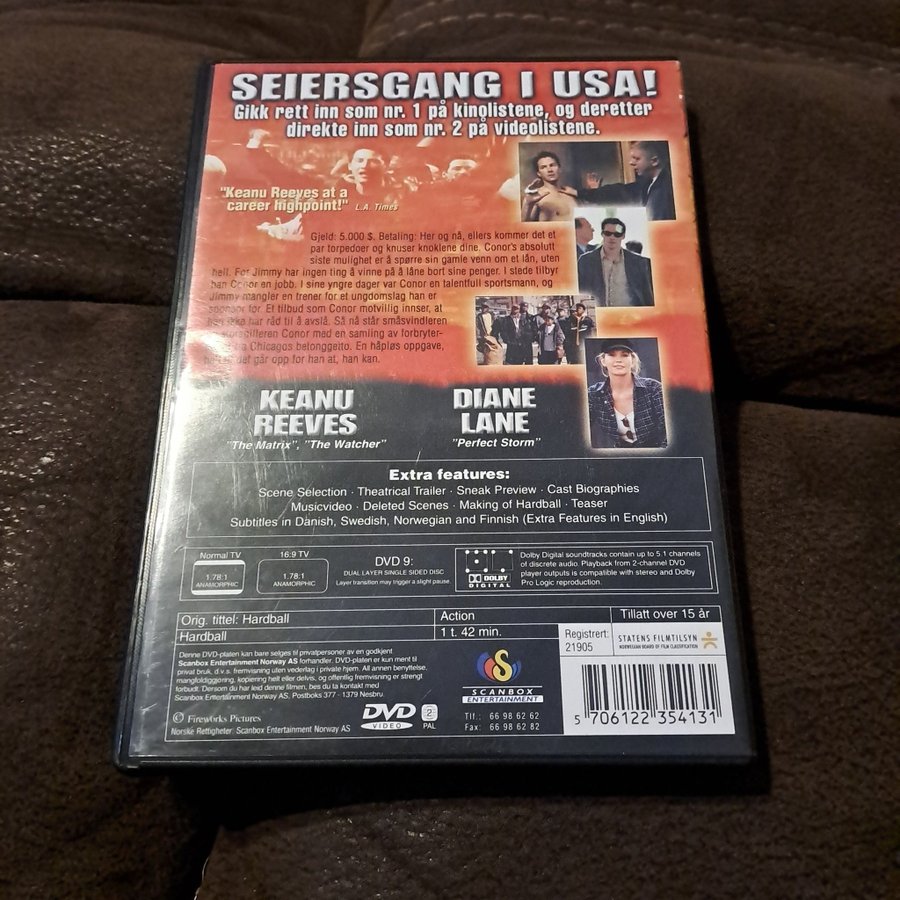 SEIERSGANG I USA!
Gikk rett inn som nr. 1 på kinolistene, og deretter
direkte inn som nr. 2 på videolistene.
"Keanu Reeves at a
career highpoint!" L.A. Times
Gjeld: 5.000 $. Betaling: Her og nå, ellers kommer det et
par torpedoer og knuser knoklene dine. Conor's absolutt
siste mulighet er å spørre sin gamle venn om et lån, uten
hell. For Jimmy har ingen ting å vinne på å låne bort sine penger. I stede tilbyr
han Conor en jobb. I sine yngre dager var Conor en talentfull sportsmann, og
Jimmy mangler en trener for et ungdomslag han er
sponsor for. Et tilbud som Conor motvillig innser, at
han ikke har råd til å avslå. Så nå står småsvindleren
Conor med en samling av forbryter-
fra Chicagos betonggetto. En håpløs oppgave,
det går opp for han at, han kan.
KEANU REEVES
"The Matrix", "The Watcher"
DIANE LANE
"Perfect Storm"
Extra features:
Scene Selection · Theatrical Trailer · Sneak Preview · Cast Biographies
Musicvideo · Deleted Scenes · Making of Hardball · Teaser
Subtitles in Danish, Swedish, Norwegian and Finnish (Extra Features in English)
Normal TV
1.78:1
ANAMORPHIC
16:9 TV
1.78:1
ANAMORPHIC
DVD 9:
DUAL LAYER SINGLE SIDED DISC
Layer transition may trigger a slight pause.
DOLBY
DIGITAL
Dolby Digital soundtracks contain up to 5.1 channels
of discrete audio. Playback from 2-channel DVD
player outputs is compatible with stereo and Dolby
Pro Logic reproduction.
Orig. tittel: Hardball
Action
Tillatt over 15 år
Hardball
1 t. 42 min.
Registrert:
21905
STATENS FILMTILSYN
NORWEGIAN BOARD OF FILM CLASSIFICATION
Denne DVD-platen kan bare selges til privatpersoner av en godkjent
Scanbox Entertainment Norway AS forhandler. DVD-platen er kun ment til
privat bruk, d.v.s. fremvisning uten vederlag i private hjem. All annen benyttelse,
mangfoldiggjøring, kopiering helt eller delvis, og offentlig fremvisning er strengt
forbudt. Dersom du har leid denne filmen, bes du ta kontakt med
Scanbox Entertainment Norway AS. Postboks 377 - 1379 Nesbru.
© Fireworks Pictures
Norske Rettigheter: Scanbox Entertainment Norway AS
DVD
VIDEO
2
PAL
SCANBOX
ENTERTAINMENT
Tlf.: 66 98 62 62
Fax: 66 98 62 82
5 706122 354131